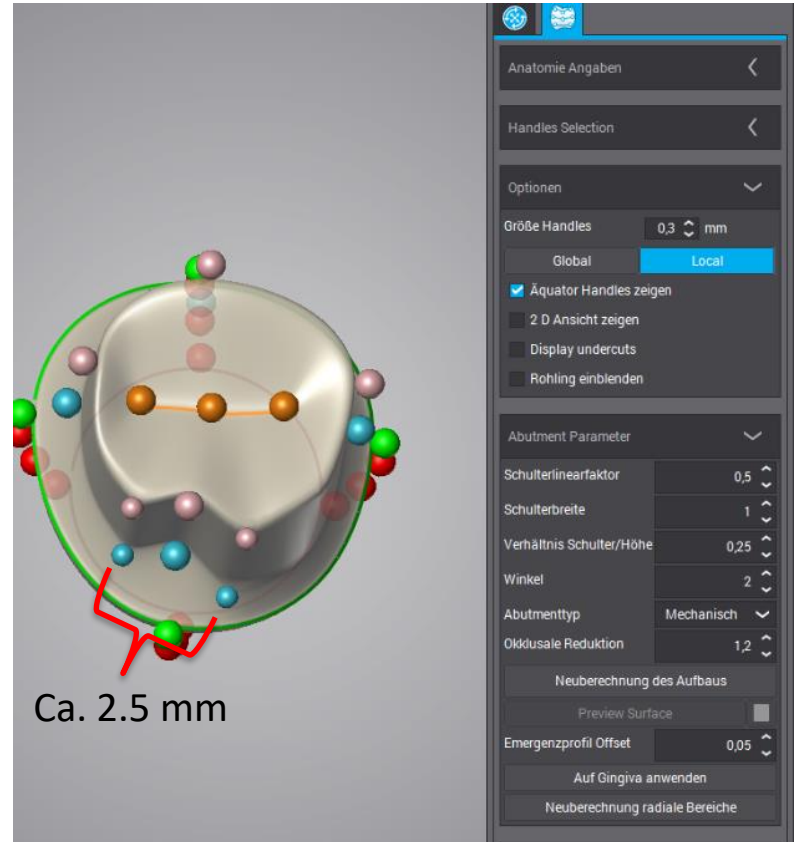 Anatomie Angaben
Handles Selection
Optionen
Größe Handles 0,3 mm
Global Local
Äquator Handles zeigen
2 D Ansicht zeigen
Display undercuts
Rohling einblenden
Abutment Parameter
Schulterlinearfaktor 0,5
Schulterbreite 1
Verhältnis Schulter/Höhe 0,25
Winkel 2
Abutmenttyp Mechanisch
Okklusale Reduktion 1,2
Neuberechnung des Aufbaus
Preview Surface
Emergenzprofil Offset 0,05
Auf Gingiva anwenden
Neuberechnung radiale Bereiche
Ca. 2.5 mm